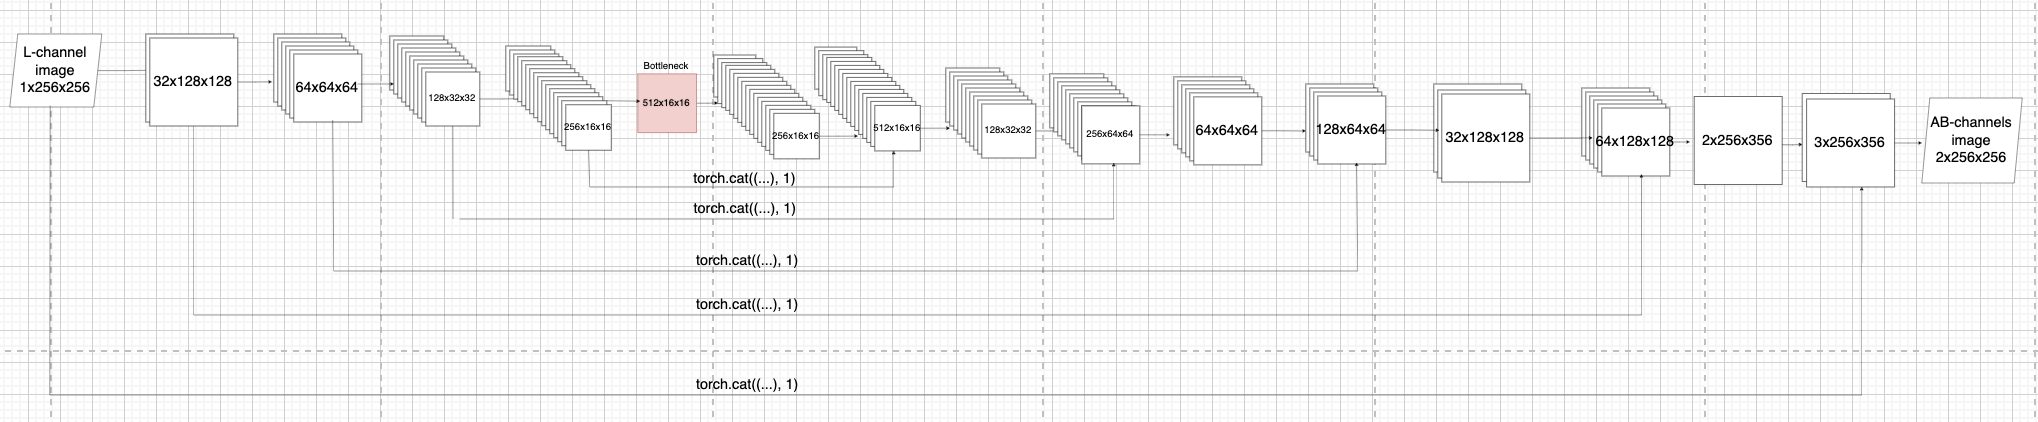 L-channel
image
1x256x256
32x128x128
64x64x64
128x32x32
256x16x16
Bottleneck
512x16x16
256x16x16
512x16x16
128x32x32
256x64x64
64x64x64
128x64x64
32x128x128
64x128x128
2x256x356
3x256x356
AB-channels
image
2x256x256
torch.cat((...), 1)
torch.cat((...), 1)
torch.cat((...), 1)
torch.cat((...), 1)
torch.cat((...), 1)